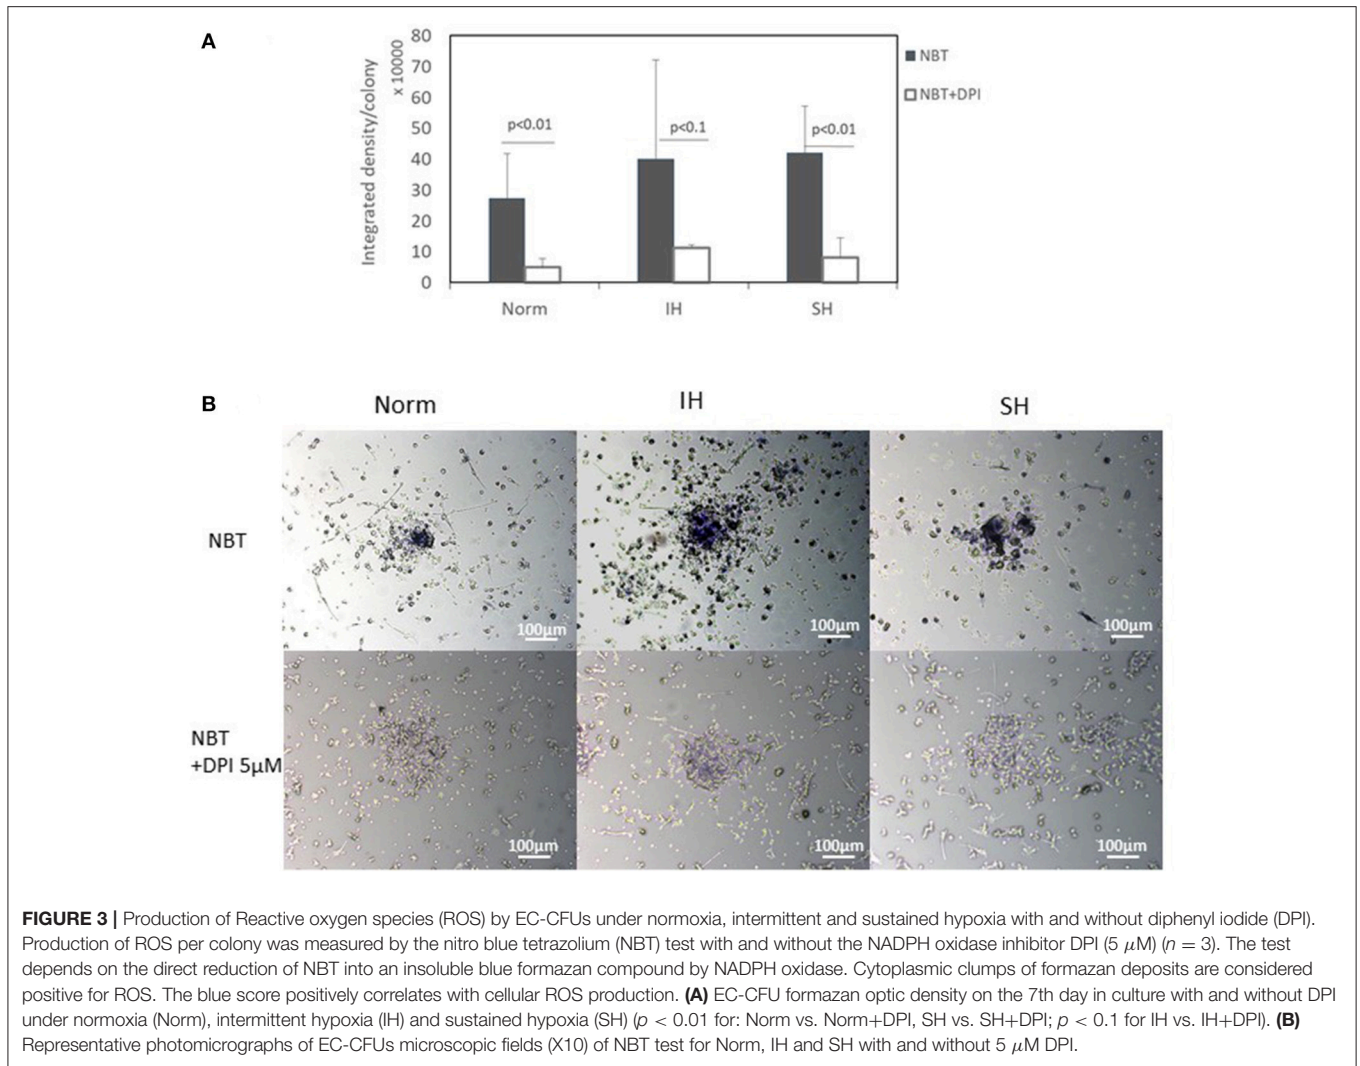 A
80
70
60
50
40
30
20
10
0
Integrated density/colony
x 10000
p<0.01
p<0.1
p<0.01
Norm
IH
SH
NBT
NBT+DPI
B
Norm
IH
SH
NBT
100µm
100µm
100µm
NBT
+DPI 5µM
100µm
100µm
100µm
FIGURE 3 | Production of Reactive oxygen species (ROS) by EC-CFUs under normoxia, intermittent and sustained hypoxia with and without diphenyl iodide (DPI).
Production of ROS per colony was measured by the nitro blue tetrazolium (NBT) test with and without the NADPH oxidase inhibitor DPI (5 µM) (n = 3). The test
depends on the direct reduction of NBT into an insoluble blue formazan compound by NADPH oxidase. Cytoplasmic clumps of formazan deposits are considered
positive for ROS. The blue score positively correlates with cellular ROS production. (A) EC-CFU formazan optic density on the 7th day in culture with and without DPI
under normoxia (Norm), intermittent hypoxia (IH) and sustained hypoxia (SH) (p < 0.01 for: Norm vs. Norm+DPI, SH vs. SH+DPI; p < 0.1 for IH vs. IH+DPI). (B)
Representative photomicrographs of EC-CFUs microscopic fields (X10) of NBT test for Norm, IH and SH with and without 5 µM DPI.